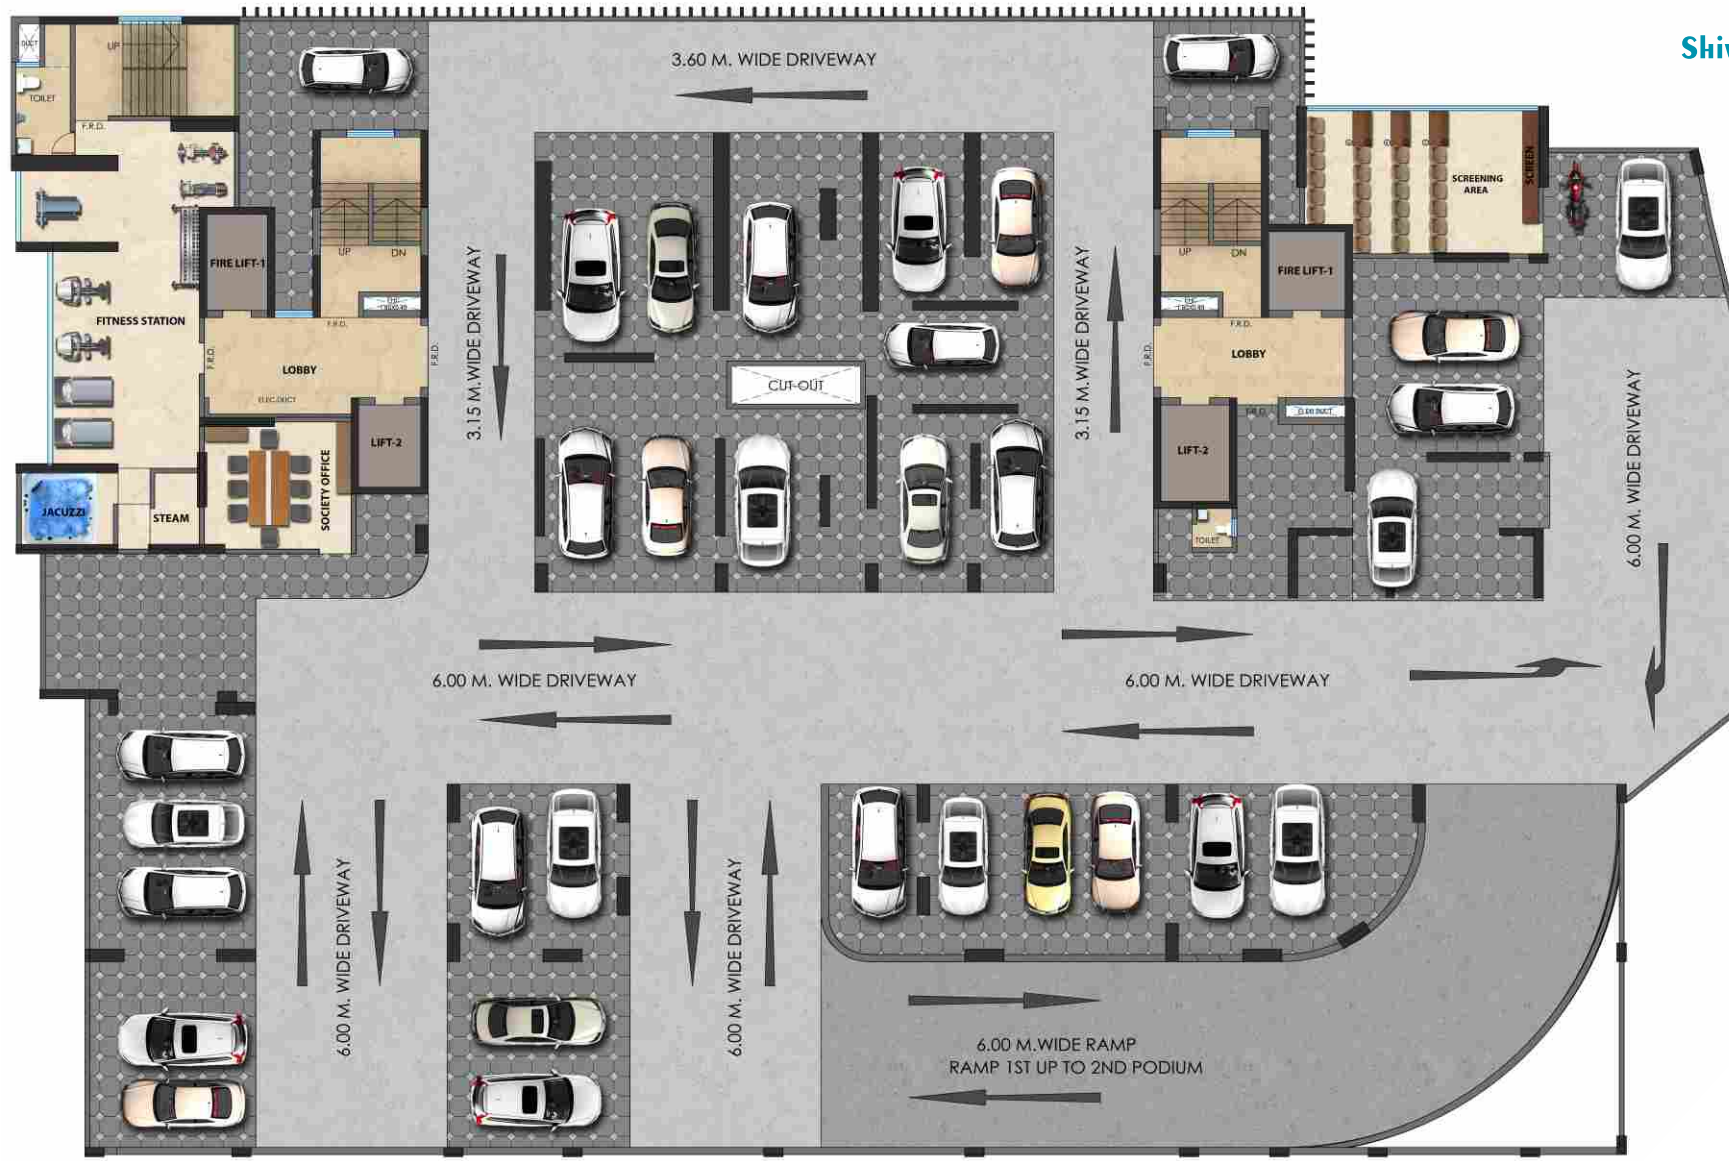 Shiv
3.60 M. WIDE DRIVEWAY
DUCT
UP
TOILET
F.R.D.
SCREENING
AREA
SCREEN
FIRE LIFT-1
UP
DN
UP
DN
FIRE LIFT-1
FITNESS STATION
F.R.D.
F.R.D.
F.R.D.
LOBBY
ELEC.DUCT
3.15 M.WIDE DRIVEWAY
CUT-OUT
3.15 M.WIDE DRIVEWAY
F.R.D.
F.R.D.
LOBBY
F.R.D.
6.00 M. WIDE DRIVEWAY
LIFT-2
LIFT-2
SOCIETY OFFICE
JACUZZI
STEAM
TOILET
6.00 M. WIDE DRIVEWAY
6.00 M. WIDE DRIVEWAY
6.00 M. WIDE DRIVEWAY
6.00 M. WIDE DRIVEWAY
6.00 M. WIDE DRIVEWAY
6.00 M.WIDE RAMP
RAMP 1ST UP TO 2ND PODIUM